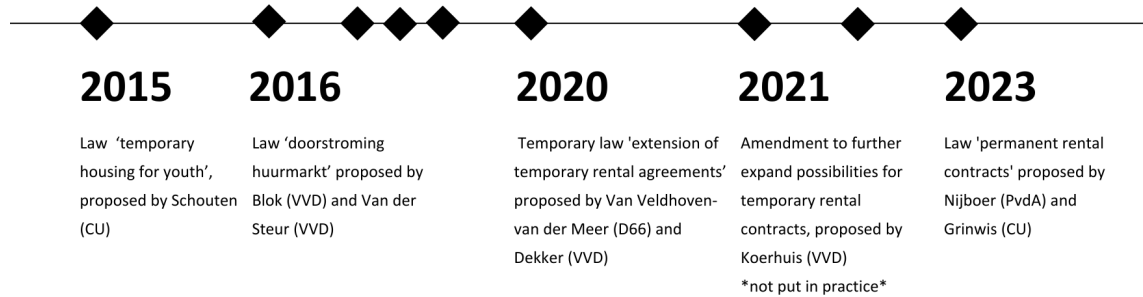 2015
Law ‘temporary
housing for youth’,
proposed by Schouten
(CU)
2016
Law ‘doorstroming
huurmarkt’ proposed by
Blok (VVD) and Van der
Steur (VVD)
2020
Temporary law 'extension of
temporary rental agreements’
proposed by Van Veldhoven-
van der Meer (D66) and
Dekker (VVD)
2021
Amendment to further
expand possibilities for
temporary rental
contracts, proposed by
Koerhuis (VVD)
*not put in practice*
2023
Law 'permanent rental
contracts' proposed by
Nijboer (PvdA) and
Grinwis (CU)